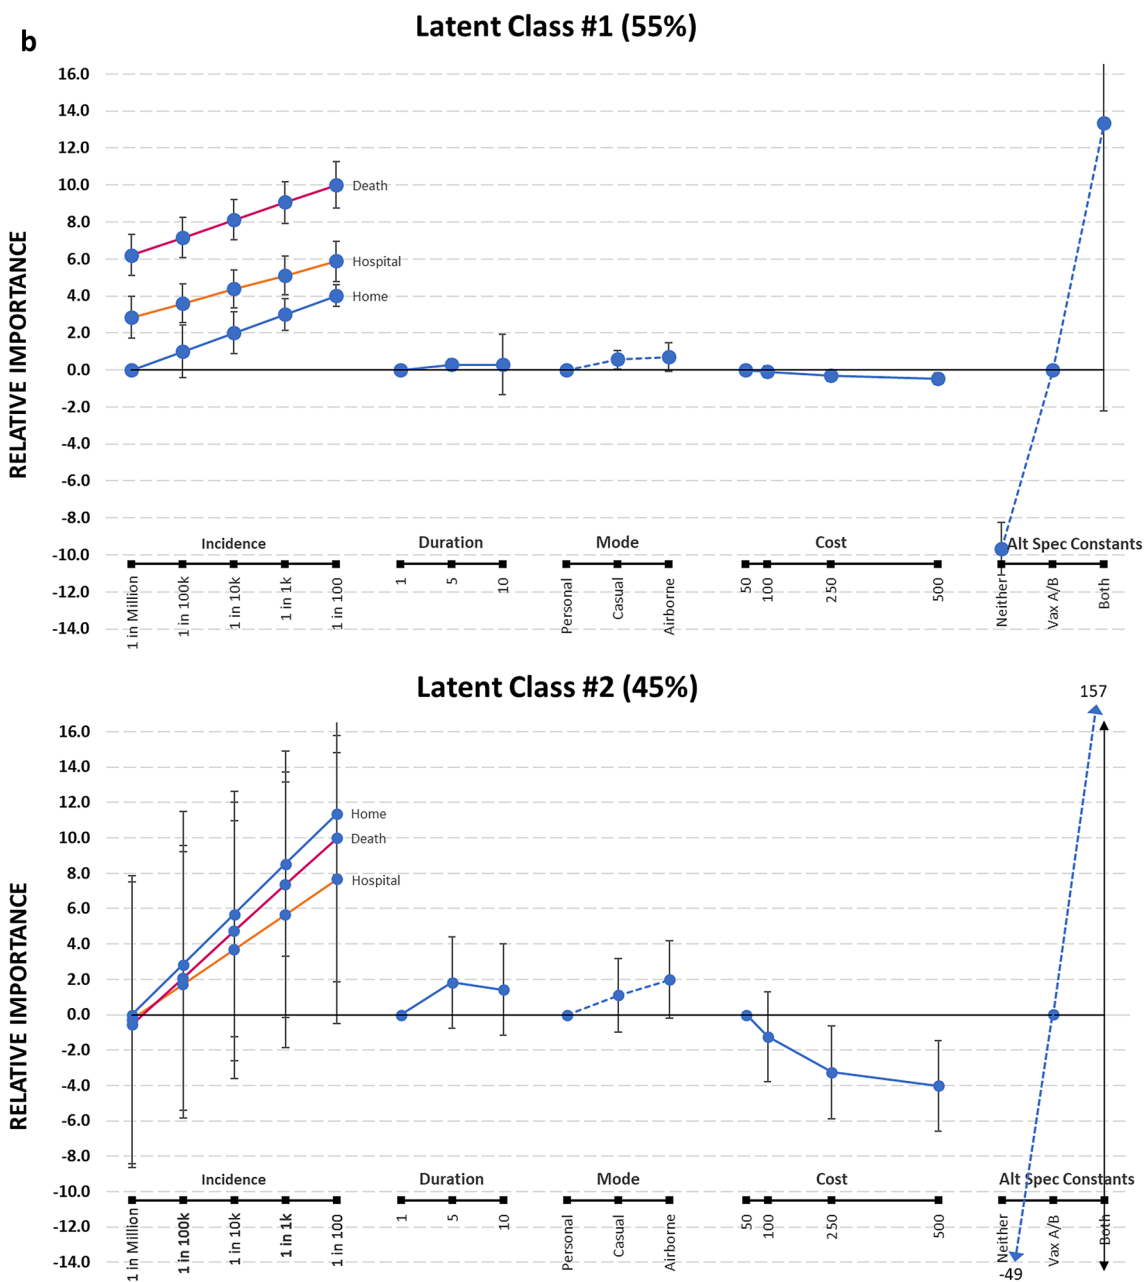 b
Latent Class #1 (55%)
RELATIVE IMPORTANCE
16.0
14.0
12.0
10.0
8.0
6.0
4.0
2.0
0.0
-2.0
-4.0
-6.0
-8.0
-10.0
-12.0
-14.0
Death
Hospital
Home
Incidence
Duration
Mode
Cost
Alt Spec Constants
1 in Million
1 in 100k
1 in 10k
1 in 1k
1 in 100
1
5
10
Personal
Casual
Airborne
50
100
250
500
Neither
Vax A/B
Both
Latent Class #2 (45%)
157
RELATIVE IMPORTANCE
16.0
14.0
12.0
10.0
8.0
6.0
4.0
2.0
0.0
-2.0
-4.0
-6.0
-8.0
-10.0
-12.0
-14.0
Home
Death
Hospital
Incidence
Duration
Mode
Cost
Alt Spec Constants
1 in Million
1 in 100k
1 in 10k
1 in 1k
1 in 100
1
5
10
Personal
Casual
Airborne
50
100
250
500
Neither
Vax A/B
Both
-49